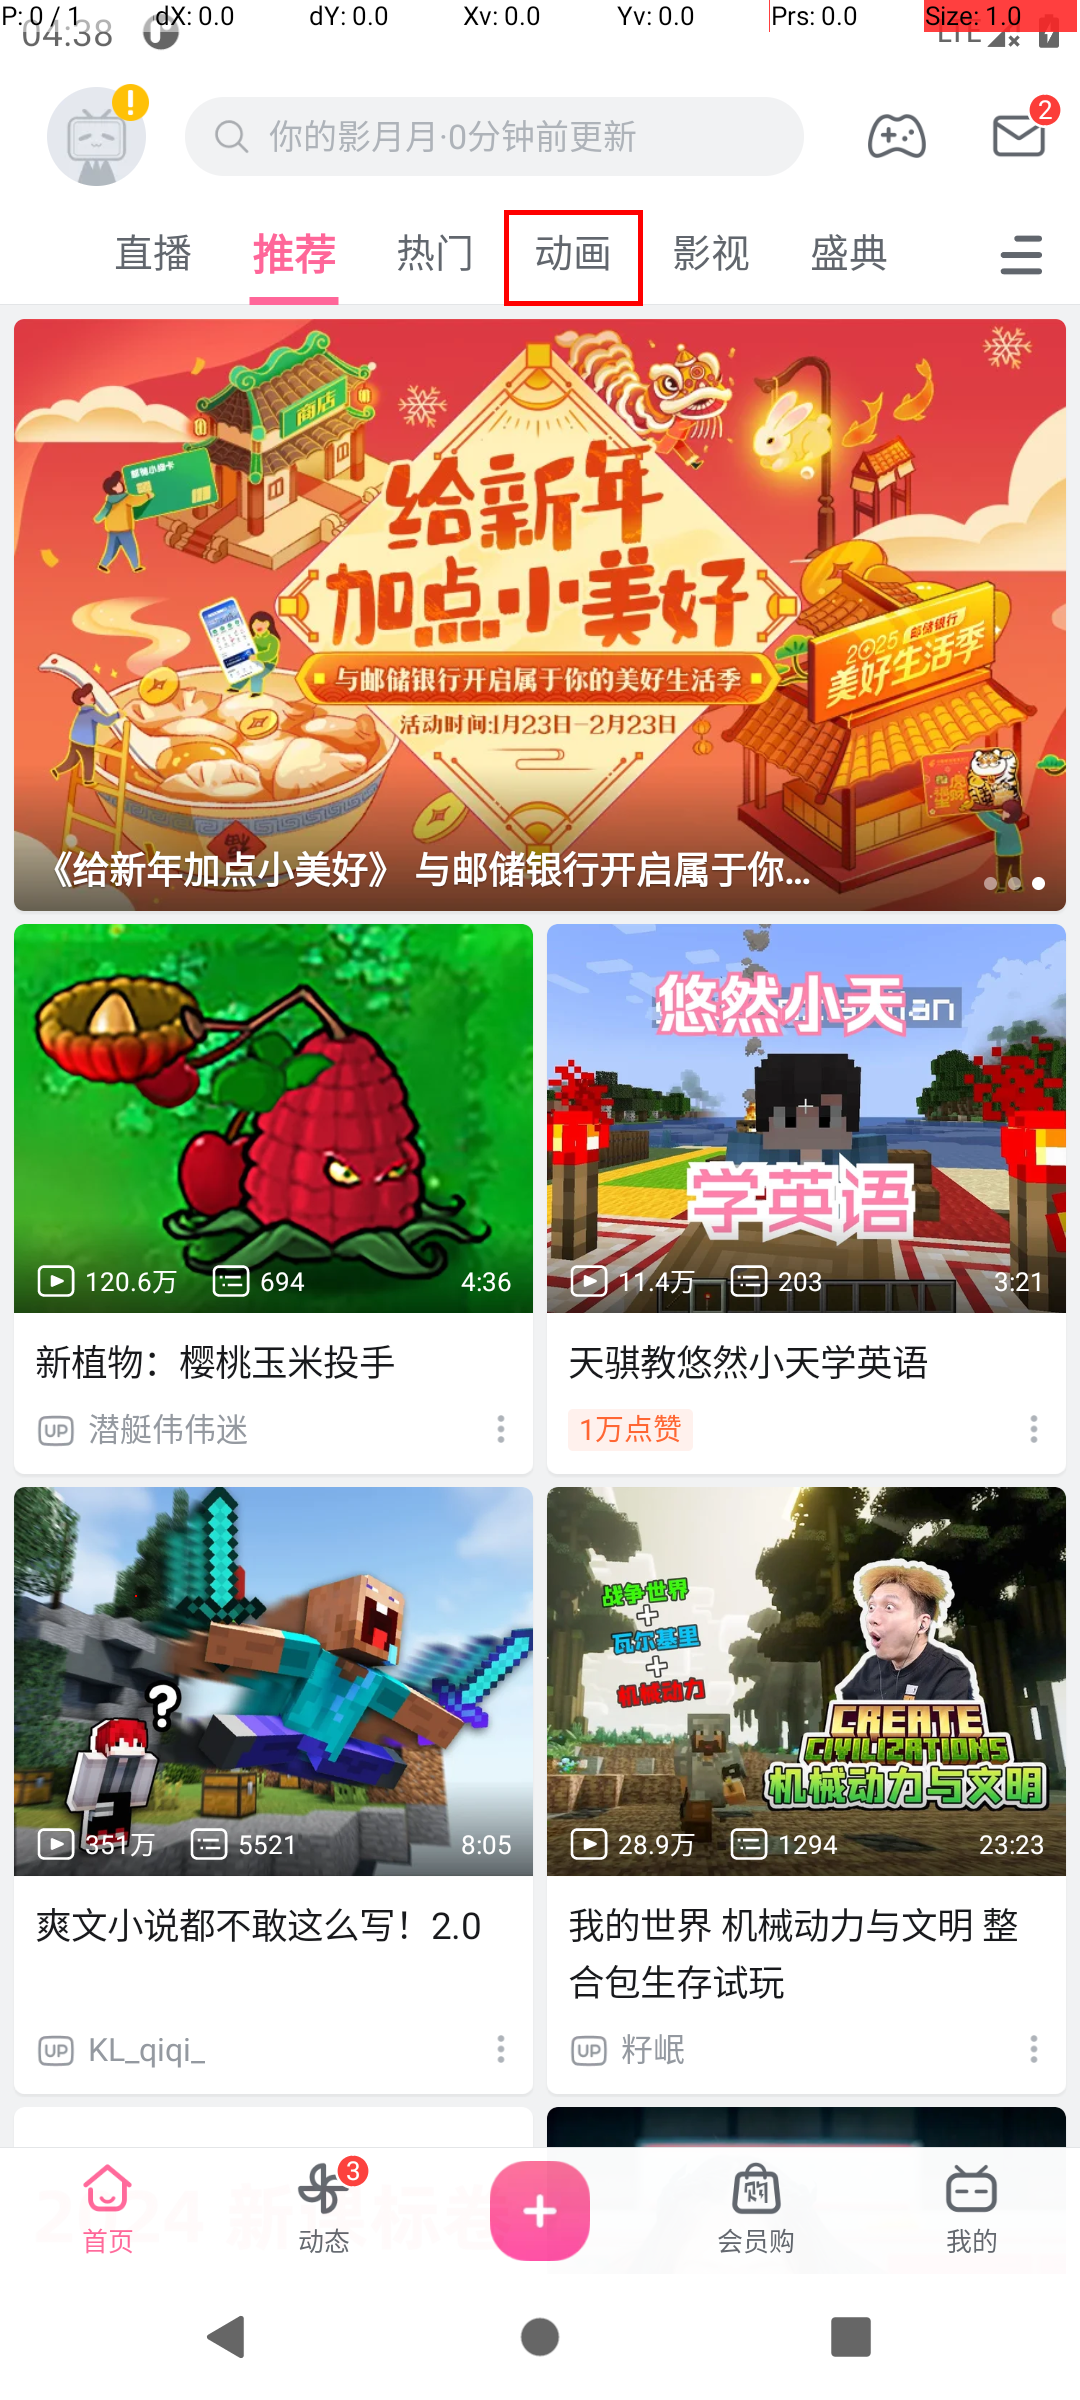 P: 0 / 1 dX: 0.0 dY: 0.0 Xv: 0.0 Yv: 0.0 Prs: 0.0 Size: 1.0
04:38 LTE
你的影月月·0分钟前更新 2
直播 推荐 热门 动画 影视 盛典
商店
邮储小绿卡
给新年
加点小美好
与邮储银行开启属于你的美好生活季
活动时间:1月23日-2月23日
2025 邮储银行
美好生活季
福
《给新年加点小美好》 与邮储银行开启属于你...
120.6万 694 4:36
新植物：樱桃玉米投手
UP 潜艇伟伟迷
悠然小天 an
学英语
11.4万 203 3:21
天骐教悠然小天学英语
1万点赞
?
351万 5521 8:05
爽文小说都不敢这么写！2.0
UP KL_qiqi_
战争世界
+
瓦尔基里
+
机械动力
CREATE
CIVILIZATIONS
机械动力与文明
28.9万 1294 23:23
我的世界 机械动力与文明 整
合包生存试玩
UP 籽岷
2024 新课标卷
首页 动态 3 会员购 我的